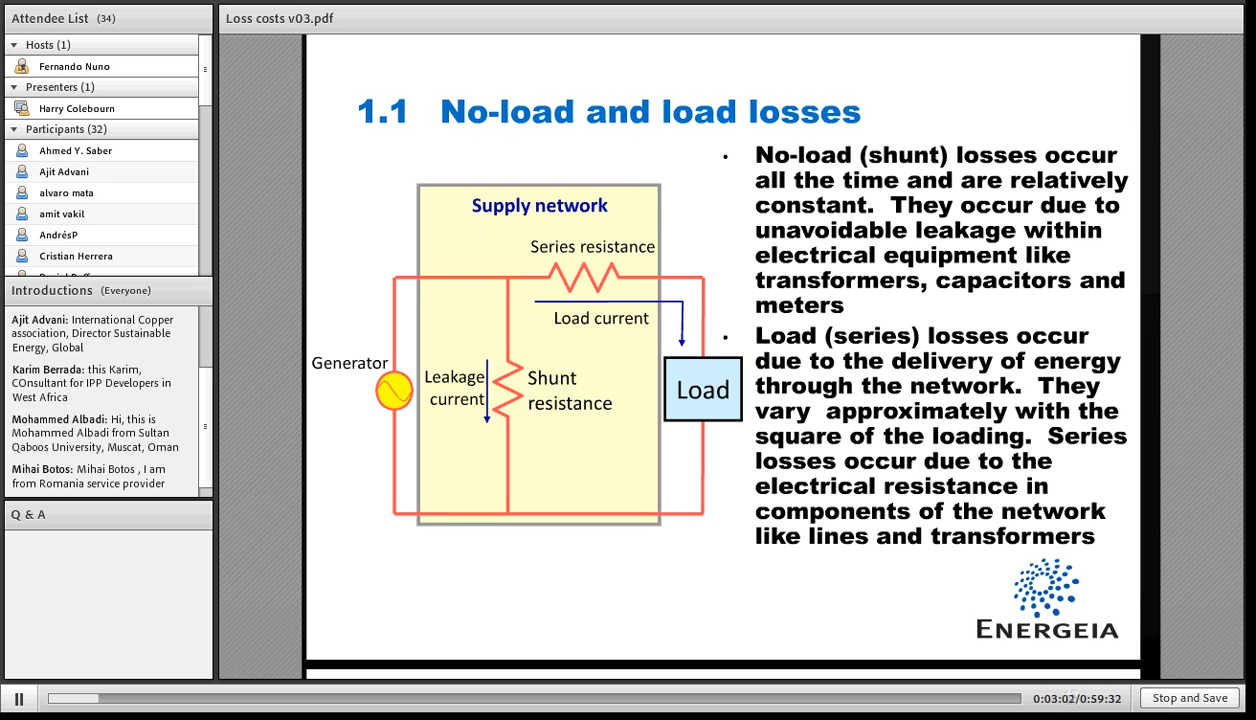 Attendee List (34)
Hosts (1)
Fernando Nuno
Presenters (1)
Harry Colebourn
Participants (32)
Ahmed Y. Saber
Ajit Advani
alvaro mata
amit vakil
AndrésP
Cristian Herrera
Introductions (Everyone)
Ajit Advani: International Copper
association, Director Sustainable
Energy, Global
Karim Berrada: this Karim,
COnsultant for IPP Developers in
West Africa
Mohammed Albadi: Hi, this is
Mohammed Albadi from Sultan
Qaboos University, Muscat, Oman
Mihai Botos: Mihai Botos , I am
from Romania service provider
Q & A
Loss costs v03.pdf
1.1 No-load and load losses
Supply network
Series resistance
Load current
Generator
Leakage
current
Shunt
resistance
Load
• No-load (shunt) losses occur
all the time and are relatively
constant. They occur due to
unavoidable leakage within
electrical equipment like
transformers, capacitors and
meters
• Load (series) losses occur
due to the delivery of energy
through the network. They
vary approximately with the
square of the loading. Series
losses occur due to the
electrical resistance in
components of the network
like lines and transformers
ENERGEIA
0:03:02/0:59:32
Stop and Save